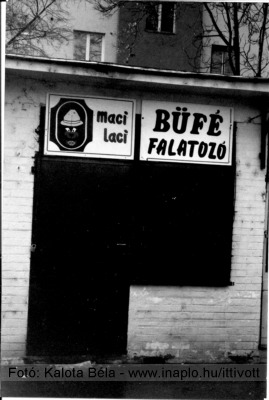 maci
laci
BÜFÉ
FALATOZÓ
Fotó: Kalota Béla - www.inaplo.hu/ittivott